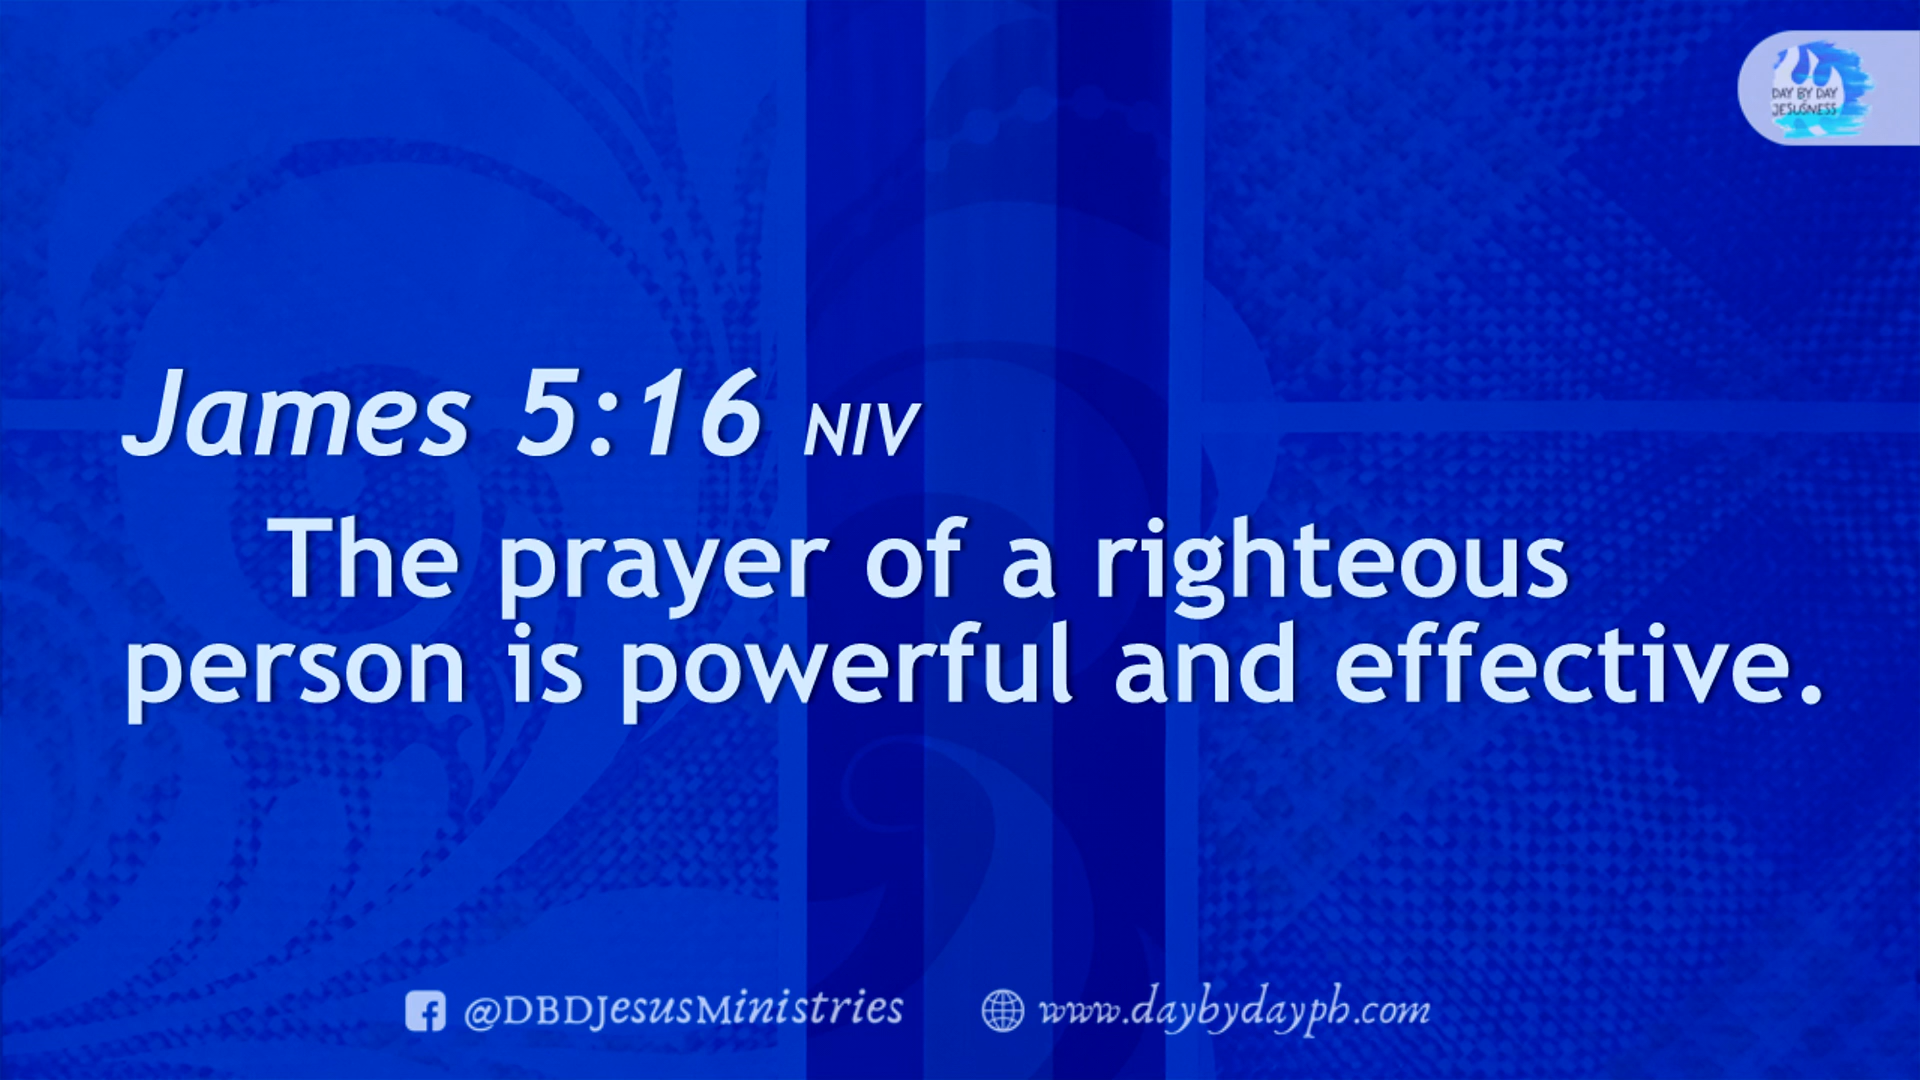 DAY BY DAY
JESUSNESS
James 5:16 NIV
The prayer of a righteous
person is powerful and effective.
@DBDJesusMinistries www.daybydayph.com